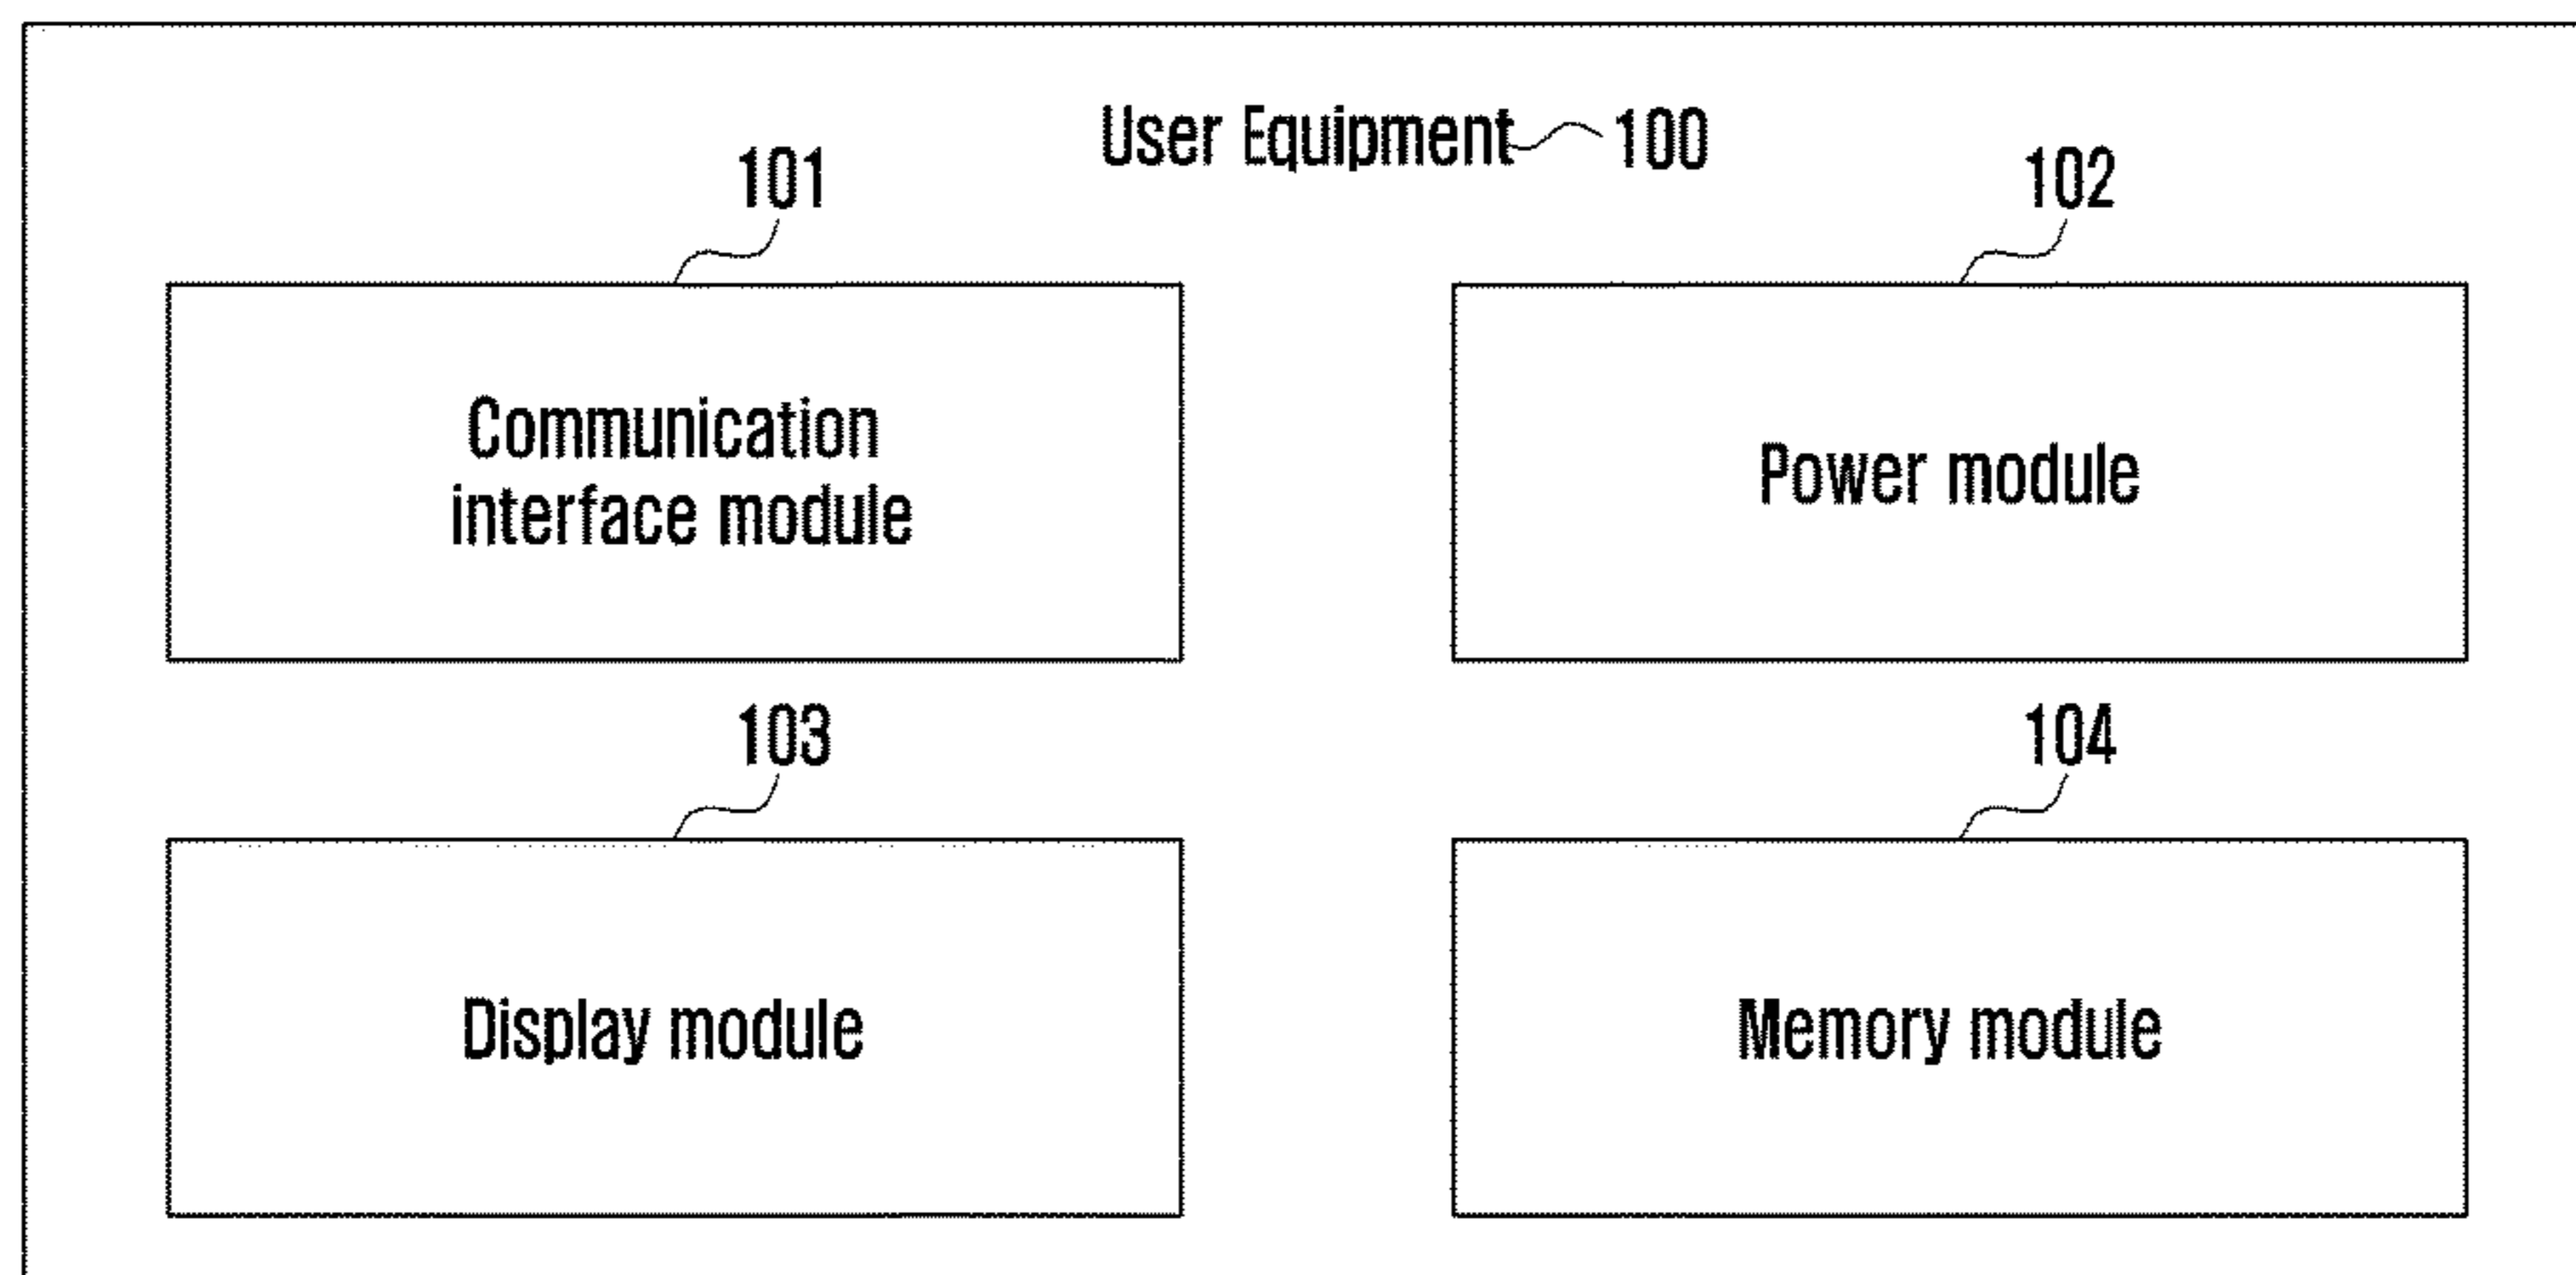 User Equipment 100
101
102
Communication
interface module
Power module
103
104
Display module
Memory module